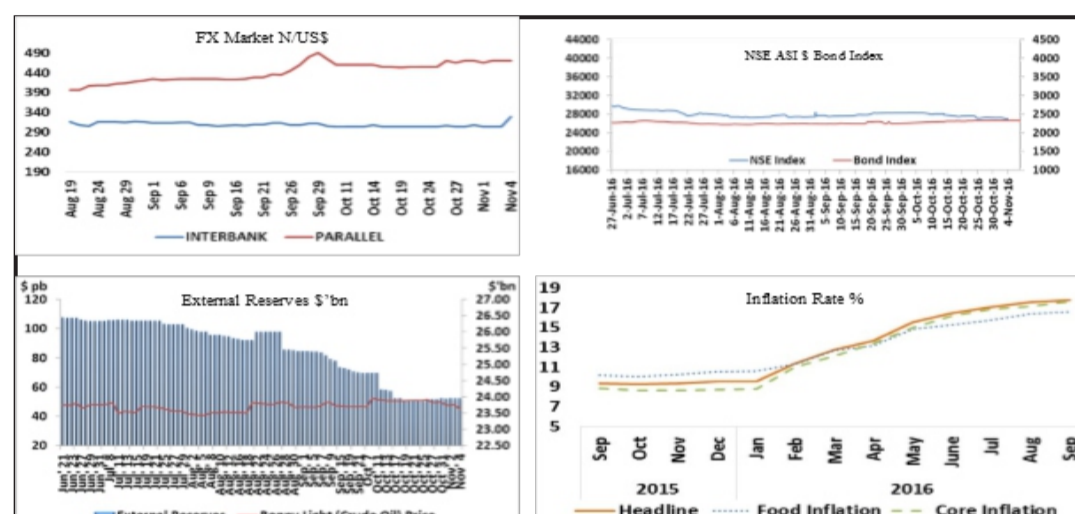 FX Market N/US$
490
440
390
340
290
240
190
Aug 19
Aug 24
Aug 29
Sep 1
Sep 6
Sep 9
Sep 16
Sep 21
Sep 26
Sep 29
Oct 11
Oct 14
Oct 19
Oct 24
Oct 27
Nov 1
Nov 4
INTERBANK PARALLEL
NSE ASI $ Bond Index
44000
40000
36000
32000
28000
24000
20000
16000
4500
4000
3500
3000
2500
2000
1500
1000
NSE Index Bond Index
27-Jun-16
2-Jul-16
7-Jul-16
12-Jul-16
17-Jul-16
22-Jul-16
27-Jul-16
1-Aug-16
6-Aug-16
11-Aug-16
16-Aug-16
21-Aug-16
26-Aug-16
31-Aug-16
5-Sep-16
10-Sep-16
15-Sep-16
20-Sep-16
25-Sep-16
30-Sep-16
5-Oct-16
10-Oct-16
15-Oct-16
20-Oct-16
25-Oct-16
30-Oct-16
4-Nov-16
$ pb
$'bn
External Reserves $'bn
120
100
80
60
40
20
27.00
26.50
26.00
25.50
25.00
24.50
24.00
23.50
23.00
22.50
External Reserves Bonny Light (Crude Oil) Price
Inflation Rate %
19
17
15
13
11
9
7
5
Sep
Oct
Nov
Dec
Jan
Feb
Mar
Apr
May
June
Jul
Aug
Sep
2015 2016
Headline Food Inflation Core Inflation